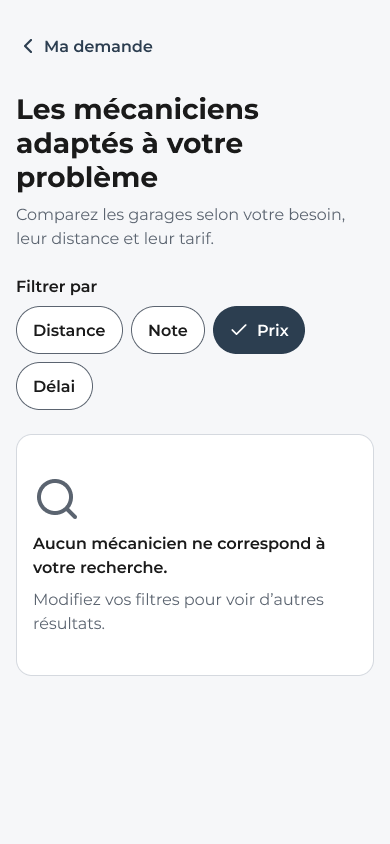 Ma demande
Les mécaniciens
adaptés à votre
problème
Comparez les garages selon votre besoin,
leur distance et leur tarif.
Filtrer par
Distance
Note
Prix
Délai
Aucun mécanicien ne correspond à
votre recherche.
Modifiez vos filtres pour voir d’autres
résultats.